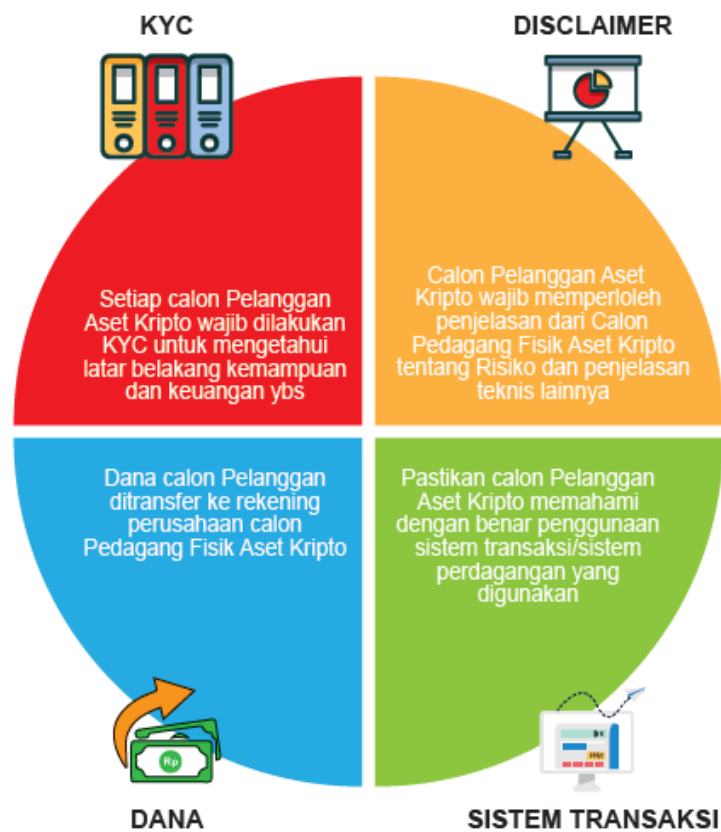 KYC
DISCLAIMER
Setiap calon Pelanggan
Aset Kripto wajib dilakukan
KYC untuk mengetahui
latar belakang kemampuan
dan keuangan ybs
Calon Pelanggan Aset
Kripto wajib memperloleh
penjelasan dari Calon
Pedagang Fisik Aset Kripto
tentang Risiko dan penjelasan
teknis lainnya
Dana calon Pelanggan
ditransfer ke rekening
perusahaan calon
Pedagang Fisik Aset Kripto
Pastikan calon Pelanggan
Aset Kripto memahami
dengan benar penggunaan
sistem transaksi/sistem
perdagangan yang
digunakan
Rp
DANA
SISTEM TRANSAKSI